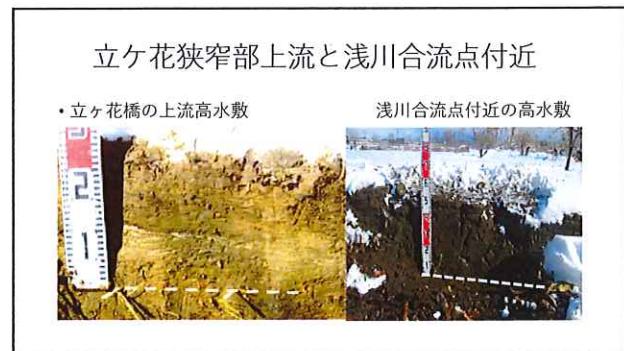 立ケ花狭窄部上流と浅川合流点付近
・立ヶ花橋の上流高水敷
浅川合流点付近の高水敷
2
1